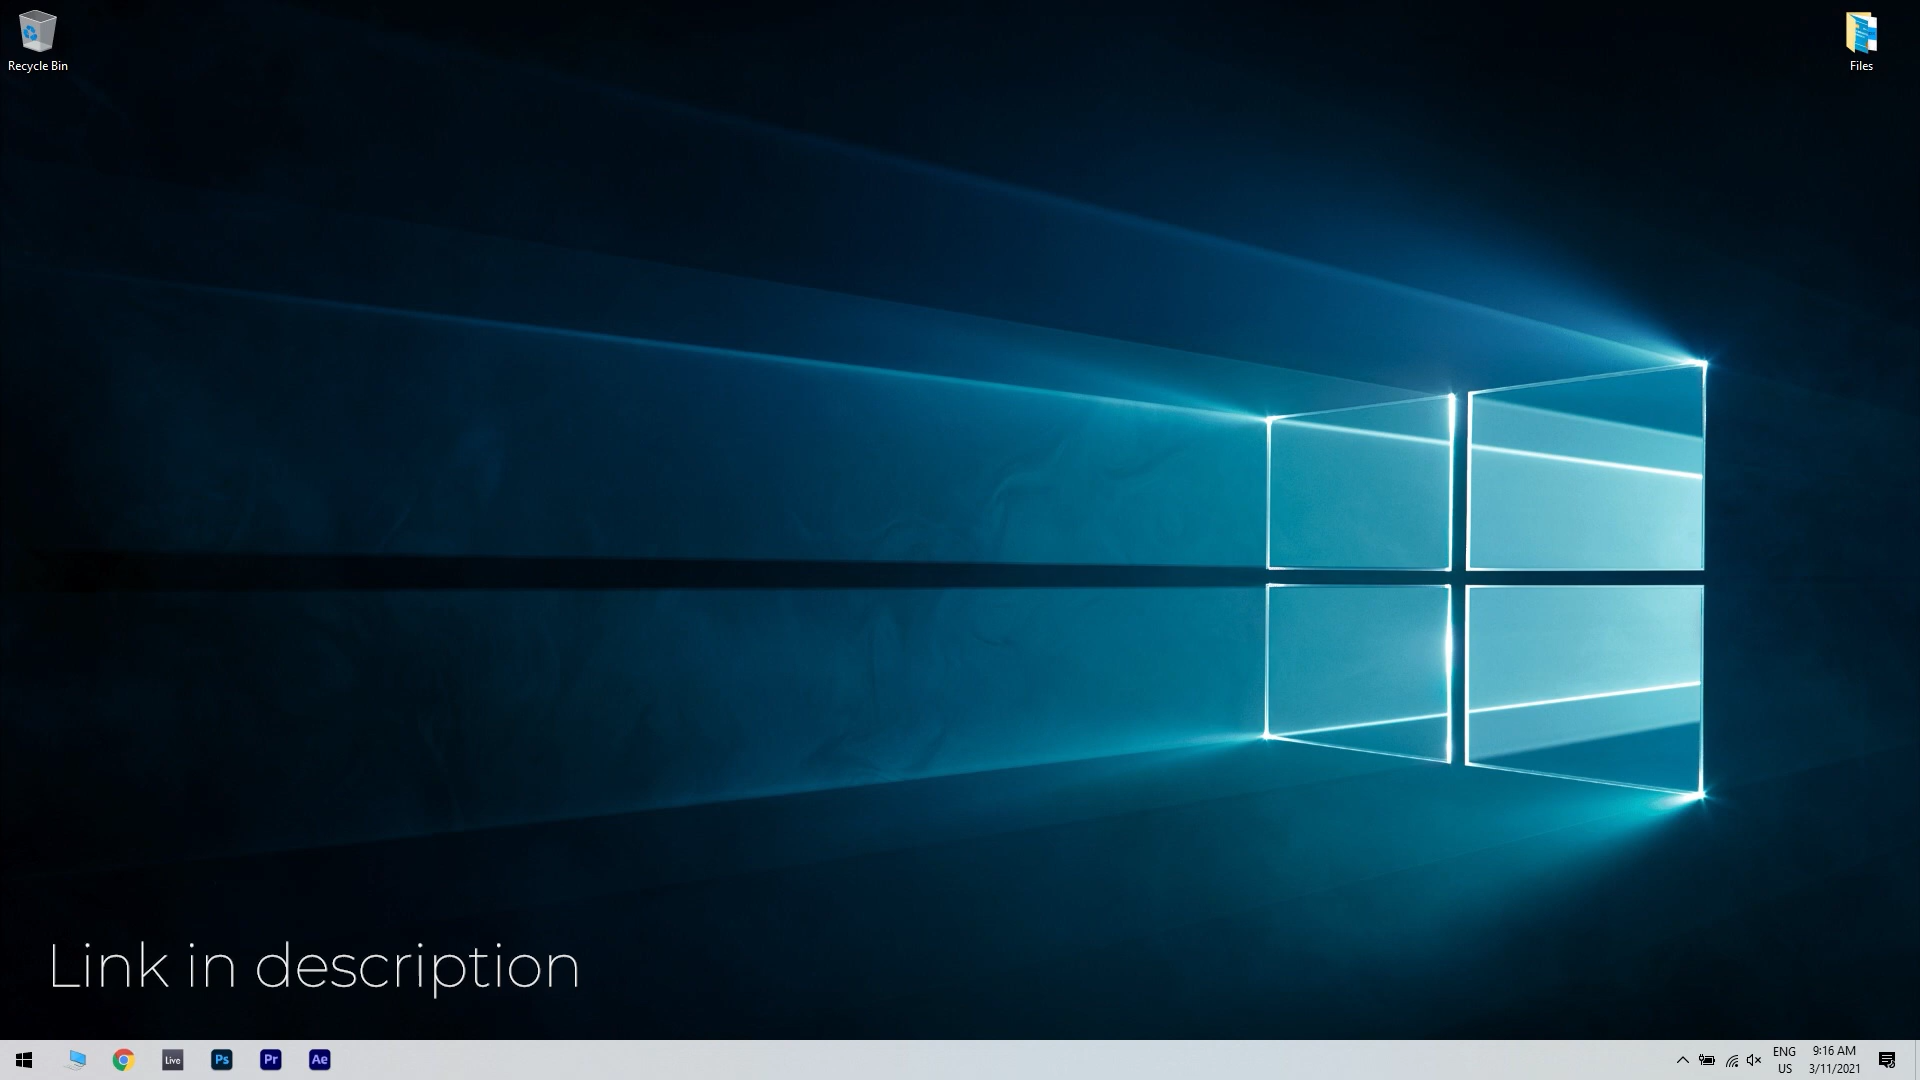 Recycle Bin
Files
Link in description
Live
Ps
Pr
Ae
ENG
US
9:16 AM
3/11/2021